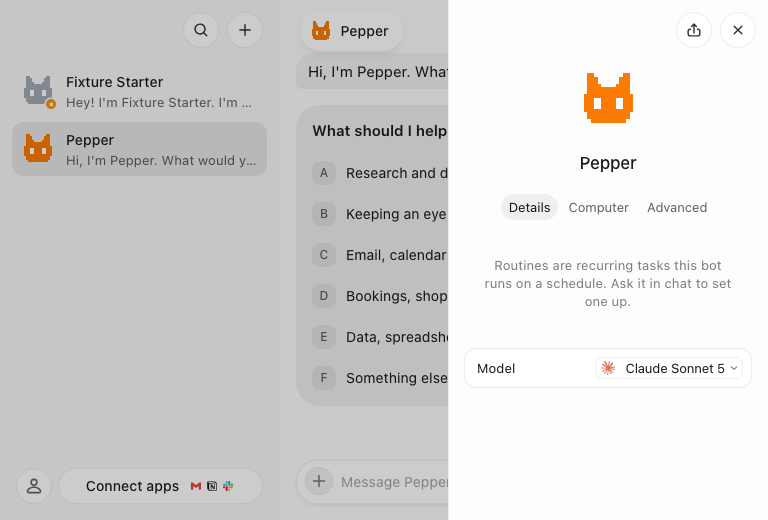 Fixture Starter
Hey! I'm Fixture Starter. I'm ...
Pepper
Hi, I'm Pepper. What would y...
Connect apps
Pepper
Hi, I'm Pepper. What
What should I help
A Research and d
B Keeping an eye
C Email, calendar
D Bookings, shop
E Data, spreadshe
F Something else
Message Pepper
Pepper
Details Computer Advanced
Routines are recurring tasks this bot
runs on a schedule. Ask it in chat to set
one up.
Model Claude Sonnet 5